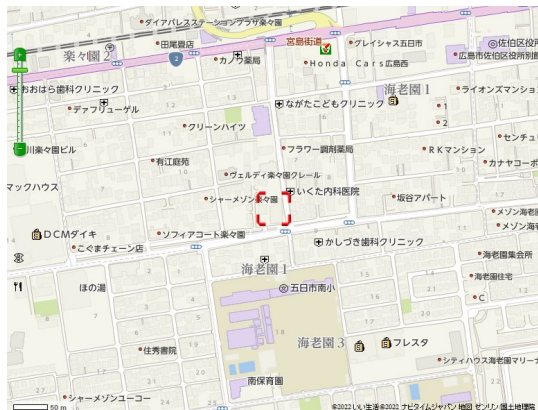 ダイアパレスステーションプラザ楽々園
宮島街道
グレイシャス五日市
佐伯区役所
田尾畳店
楽々園2
2
カノウ薬局
Honda Cars広島西
広島市佐伯区役所別館
おおはら歯科クリニック
海老園1
ライオンズマンション
デァフリューゲル
ながたこどもクリニック
1
グリーンハイツ
2
センチュ
川楽々園ビル
フラワー調剤薬局
RKマンション
有江庭苑
カナヤコーポ
ヴェルディ楽々園クレール
マックハウス
シャーメゾン楽々園
いくた内科医院
坂谷アパート
メゾン海老園
DCMダイキ
ソフィアコート楽々園
メゾン海老
こぐまチェーン店
かしづき歯科クリニック
海老園集会所
海老園1
海老園住宅
ほの湯
五日市南小
C
海老園3
フレスタ
住秀書院
シティハウス海老園マリーナ
南保育園
シャーメゾンユーコー
50 m
©2022 いい生活 ©2022 ナビタイムジャパン 地図 ゼンリン/国土地理院